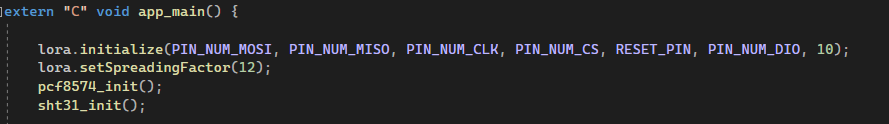 extern "C" void app_main() {
lora.initialize(PIN_NUM_MOSI, PIN_NUM_MISO, PIN_NUM_CLK, PIN_NUM_CS, RESET_PIN, PIN_NUM_DIO, 10);
lora.setSpreadingFactor(12);
pcf8574_init();
sht31_init();